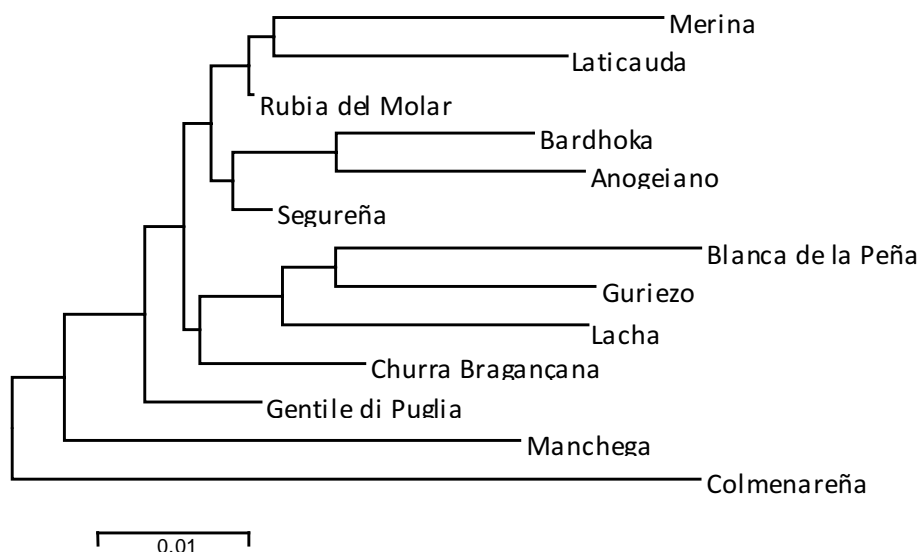 Merina
Laticauda
Rubia del Molar
Bardhoka
Anogeiano
Segureña
Blanca de la Peña
Guriezo
Lacha
Churra Bragançana
Gentile di Puglia
Manchega
Colmenareña
0.01